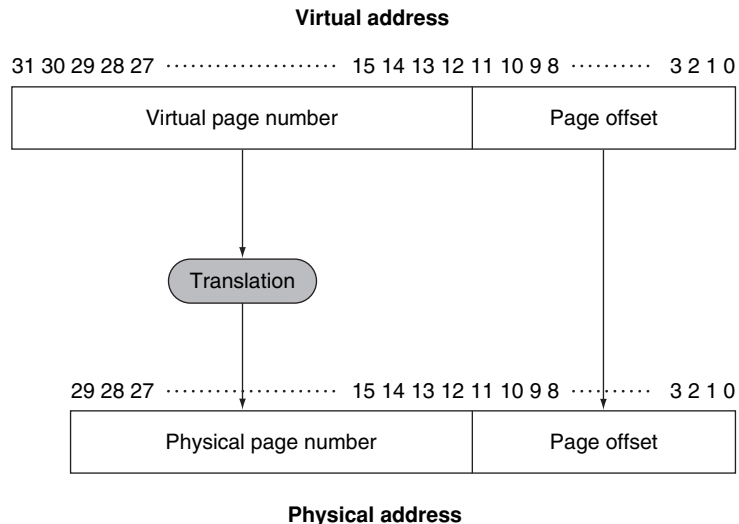 Virtual address
31 30 29 28 27 ····················· 15 14 13 12 11 10 9 8 ·········· 3 2 1 0
Virtual page number Page offset
Translation
29 28 27 ····················· 15 14 13 12 11 10 9 8 ·········· 3 2 1 0
Physical page number Page offset
Physical address